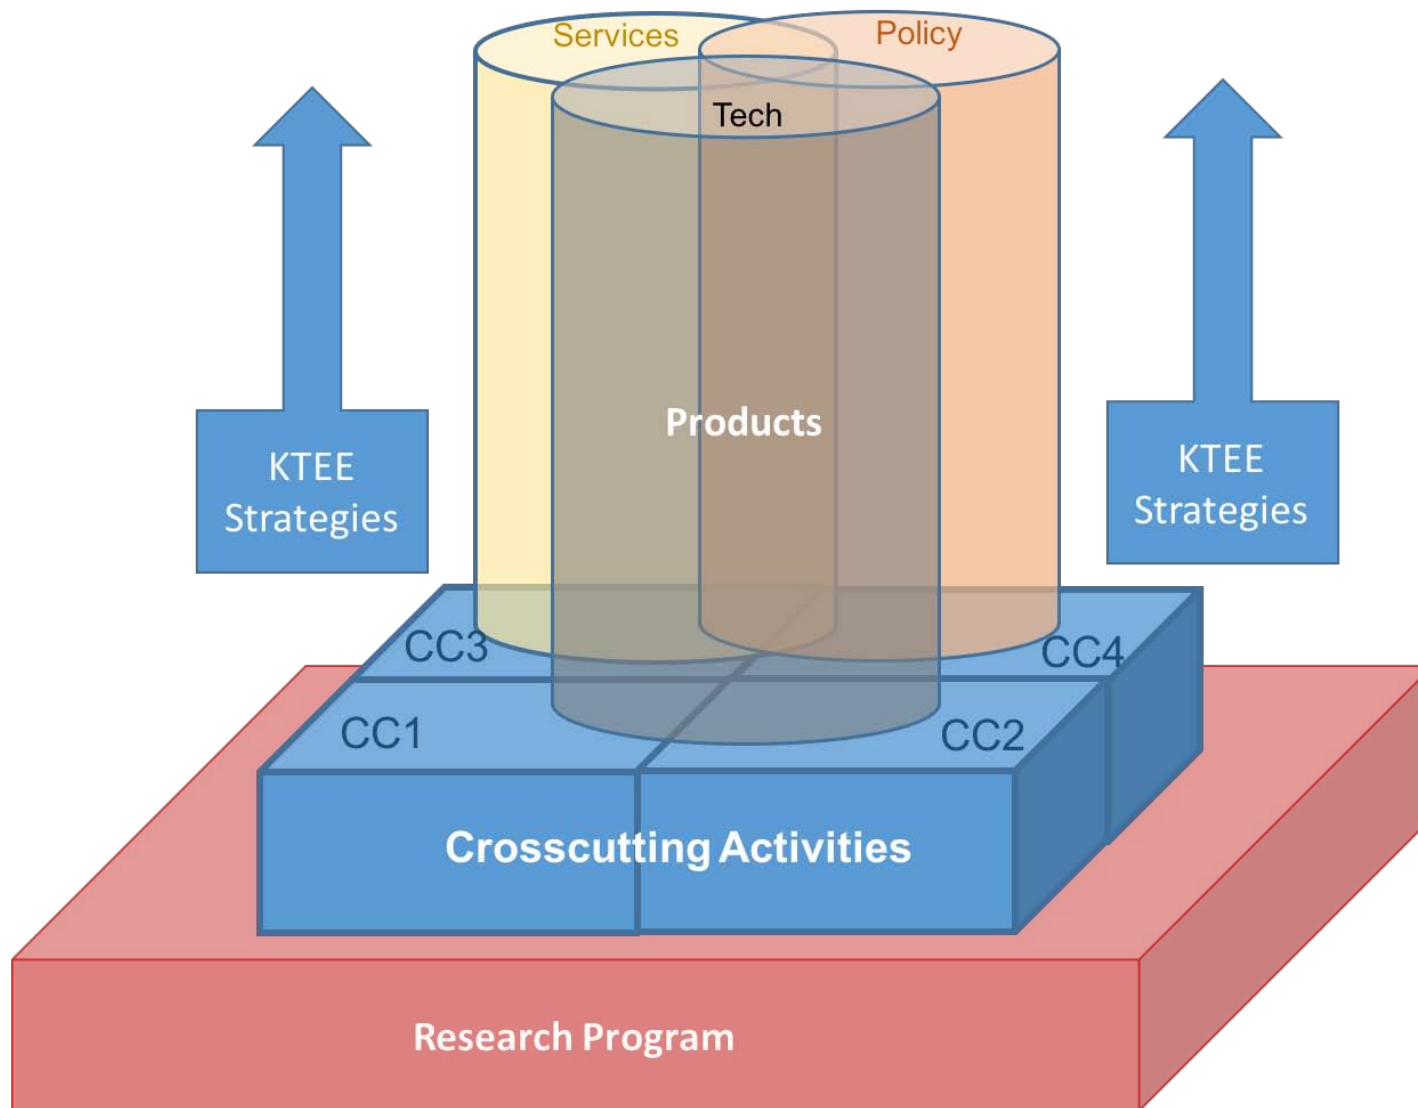 Services
Policy
Tech
Products
KTEE
Strategies
KTEE
Strategies
CC3
CC4
CC1
CC2
Crosscutting Activities
Research Program